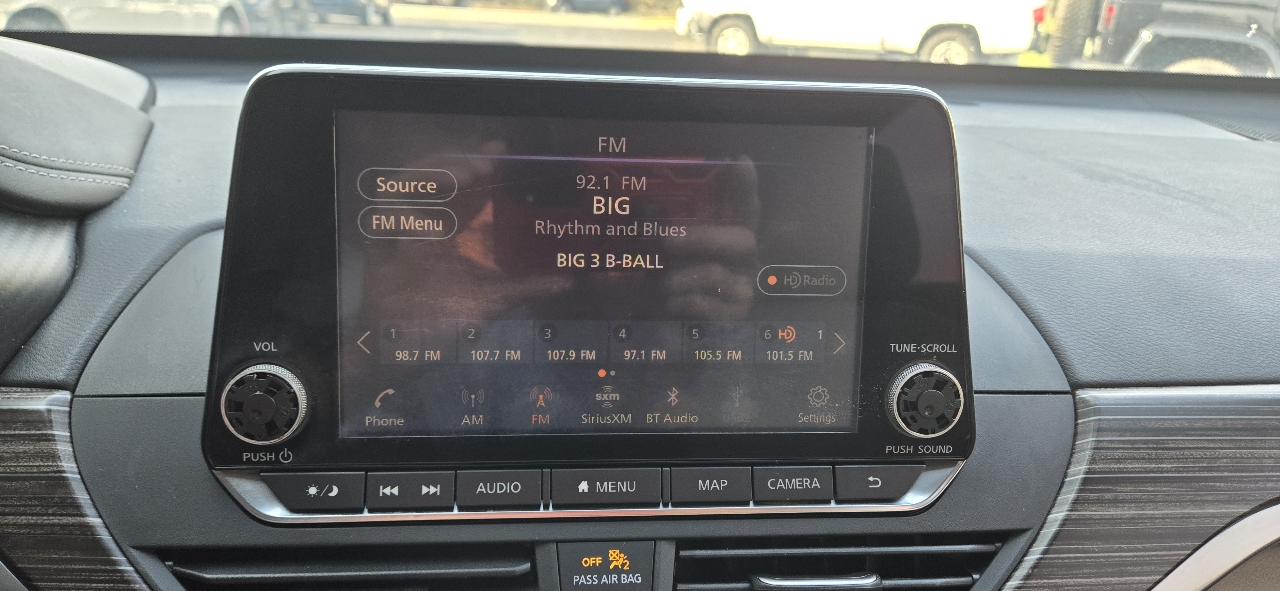 FM
Source
92.1 FM
BIG
FM Menu
Rhythm and Blues
BIG 3 B-BALL
HD Radio
1 2 3 4 5 6 HD 1
98.7 FM 107.7 FM 107.9 FM 97.1 FM 105.5 FM 101.5 FM
sxm
Phone AM FM SiriusXM BT Audio Settings
VOL
PUSH
TUNE·SCROLL
PUSH SOUND
AUDIO MENU MAP CAMERA
OFF 2
PASS AIR BAG